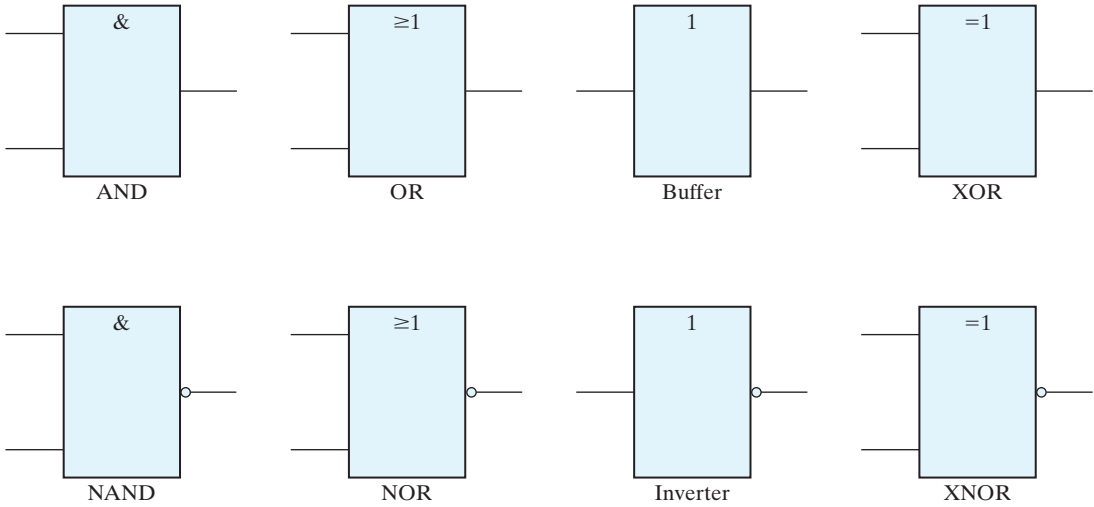 & ≥1 1 =1
AND OR Buffer XOR
& ≥1 1 =1
NAND NOR Inverter XNOR